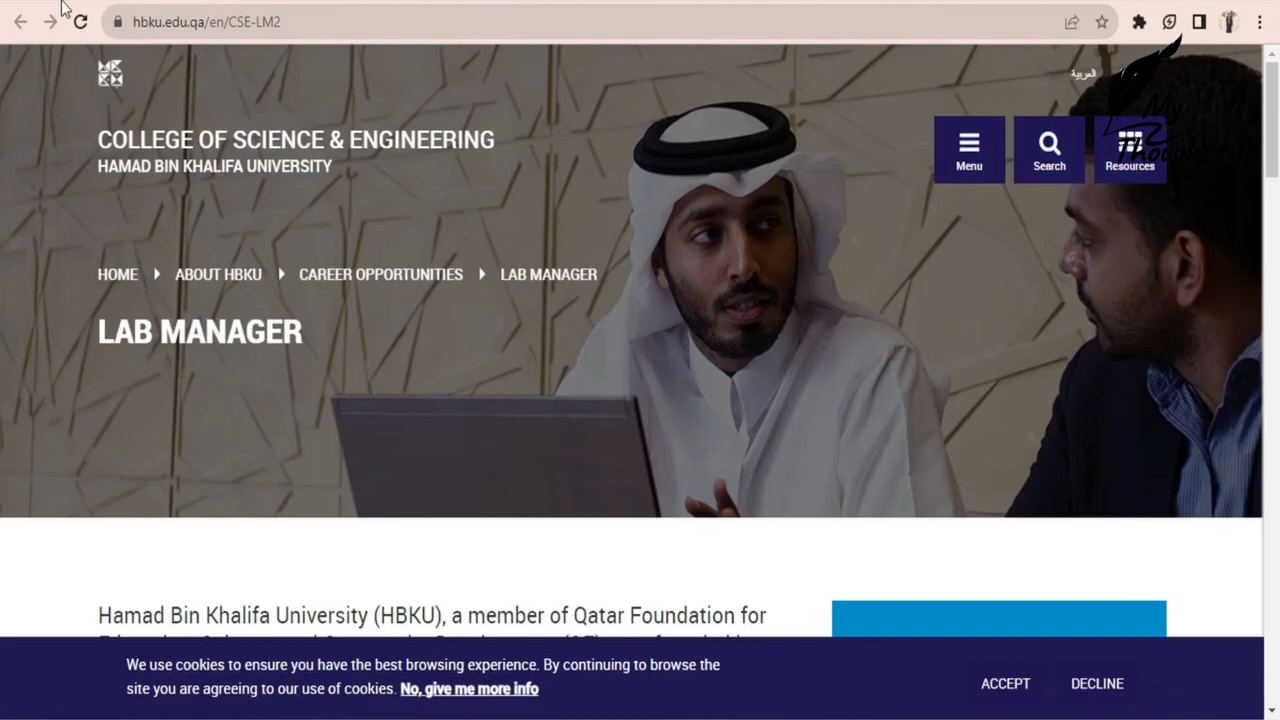 hbku.edu.qa/en/CSE-LM2
العربية
My
Menu
Search
Resources
COLLEGE OF SCIENCE & ENGINEERING
HAMAD BIN KHALIFA UNIVERSITY
HOME ABOUT HBKU CAREER OPPORTUNITIES LAB MANAGER
LAB MANAGER
Hamad Bin Khalifa University (HBKU), a member of Qatar Foundation for
We use cookies to ensure you have the best browsing experience. By continuing to browse the
site you are agreeing to our use of cookies. No, give me more info
ACCEPT
DECLINE